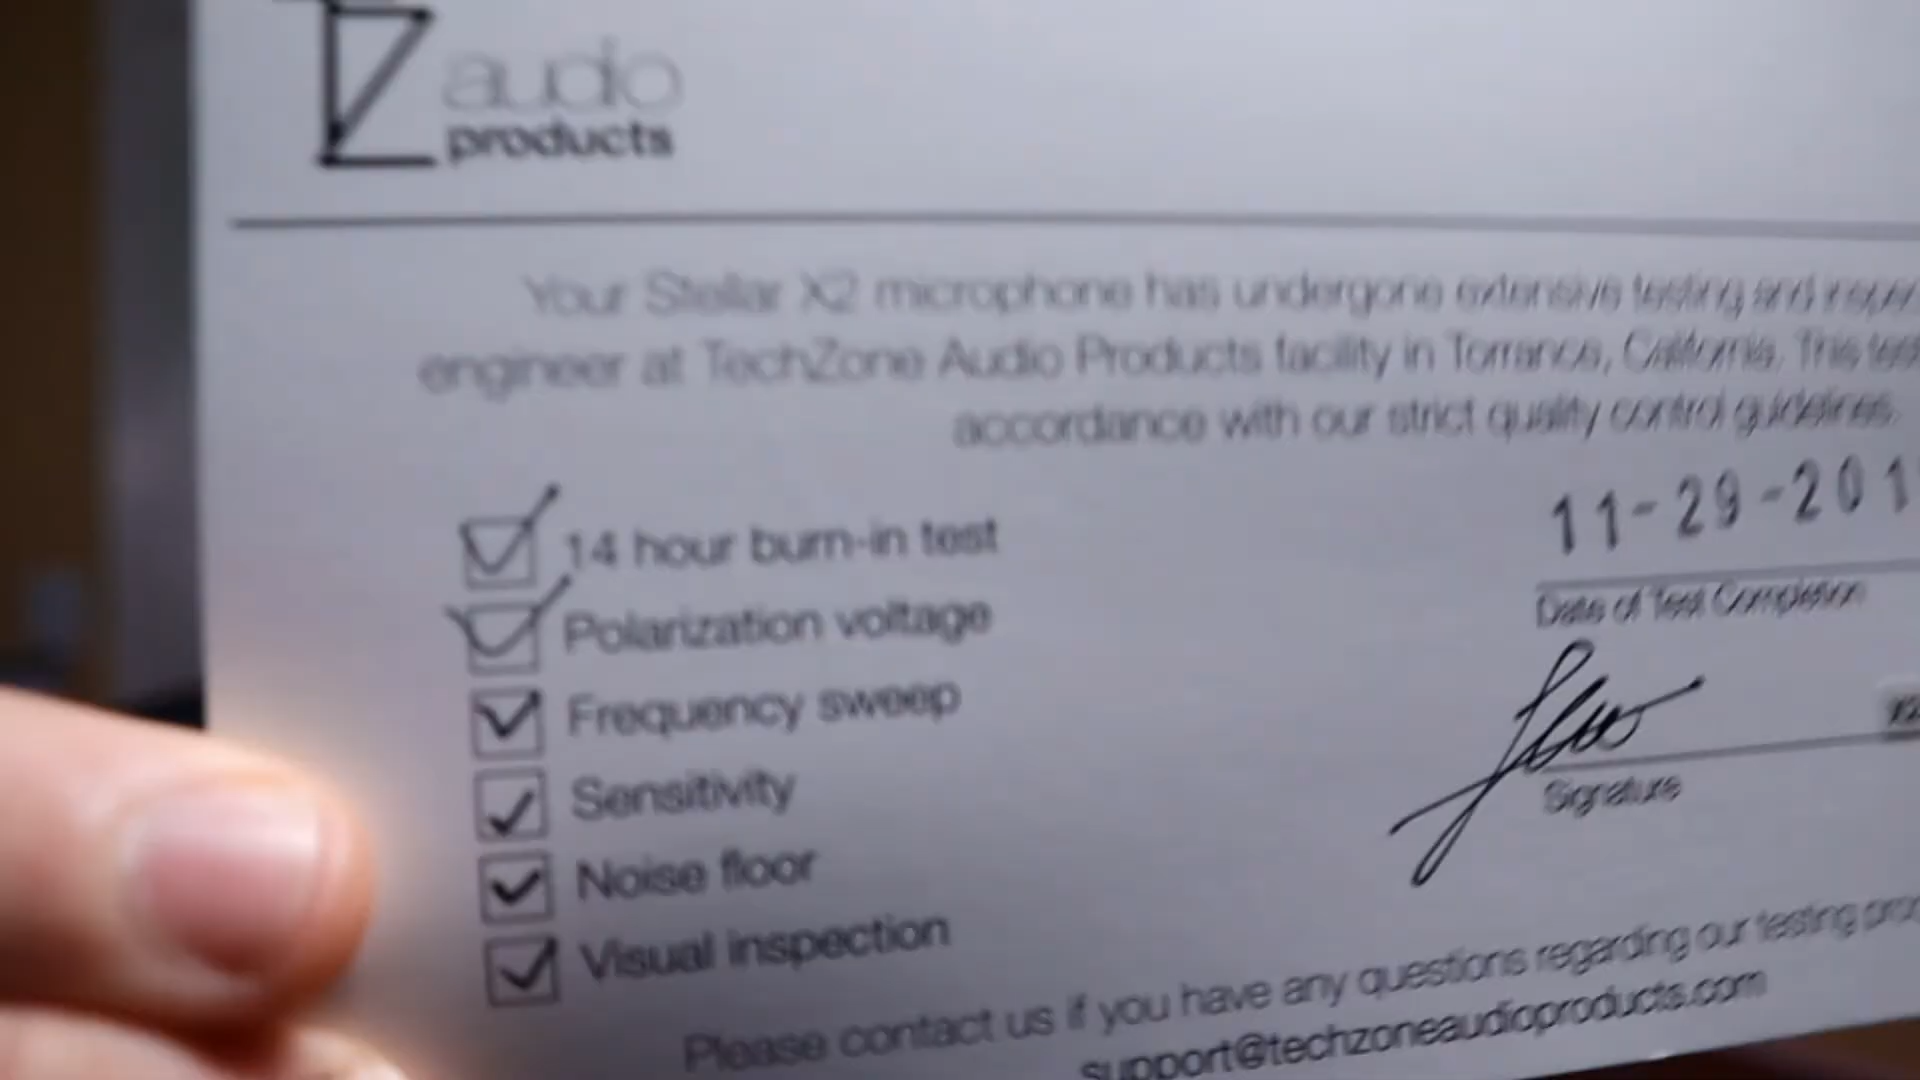 TZ audio
products
Your Stellar X2 microphone has undergone extensive testing and
engineer at TechZone Audio Products facility in Torrance, California. This
accordance with our strict quality control guidelines.
11-29-201
Date of Test Completion
14 hour burn-in test
Polarization voltage
Frequency sweep
Sensitivity
Noise floor
Visual inspection
X2
Signature
Please contact us if you have any questions regarding our testing
support@techzoneaudioproducts.com